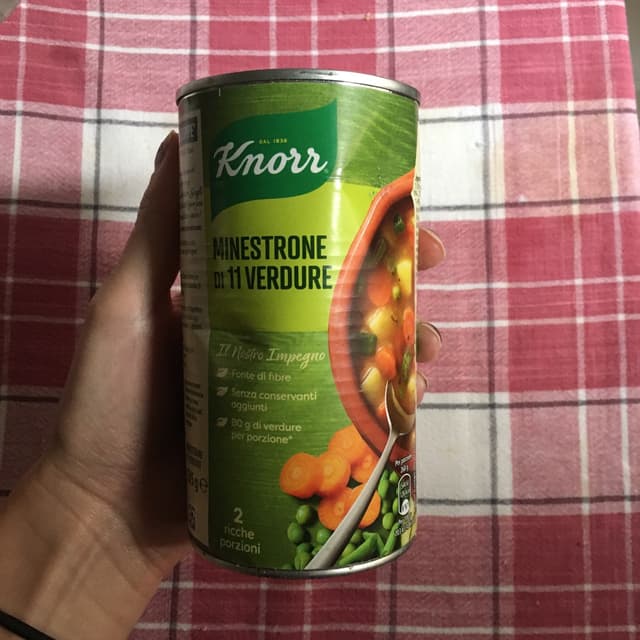 DAL 1838
Knorr
MINESTRONE
DI 11 VERDURE
Il Nostro Impegno
Fonte di fibre
Senza conservanti
aggiunti
80 g di verdure
per porzione*
2
ricche
porzioni